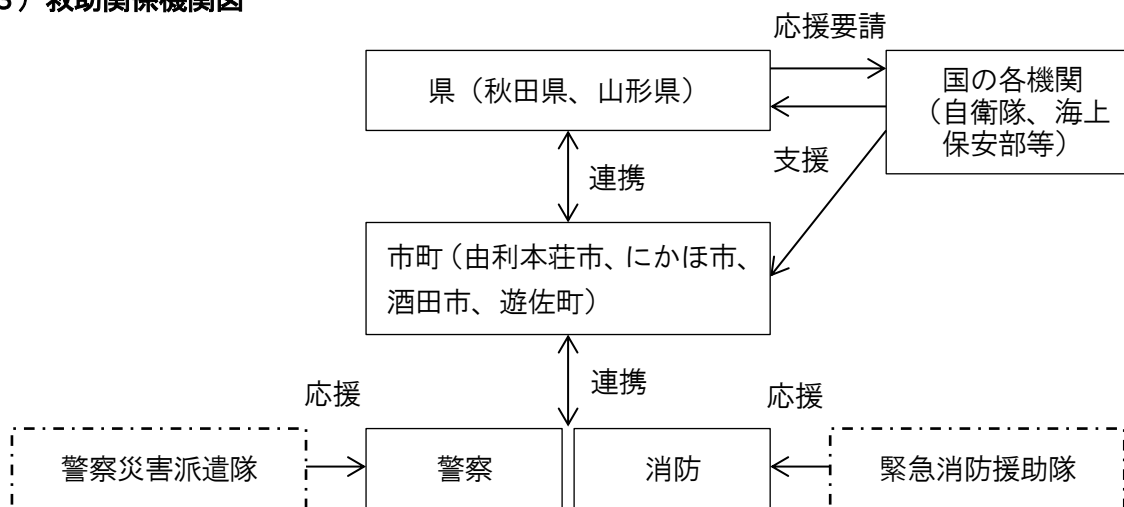 ）救助関係機関図
応援要請
県（秋田県、山形県）
国の各機関
（自衛隊、海上
保安部等）
連携
支援
市町（由利本荘市、にかほ市、
酒田市、遊佐町）
連携
応援
応援
警察災害派遣隊
警察
消防
緊急消防援助隊